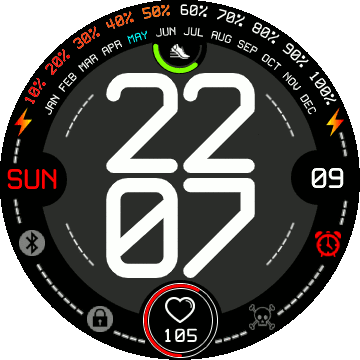 10% 20% 30% 40% 50% 60% 70% 80% 90% 100%
JAN FEB MAR APR MAY JUN JUL AUG SEP OCT NOV DEC
22
SUN 09
07
105